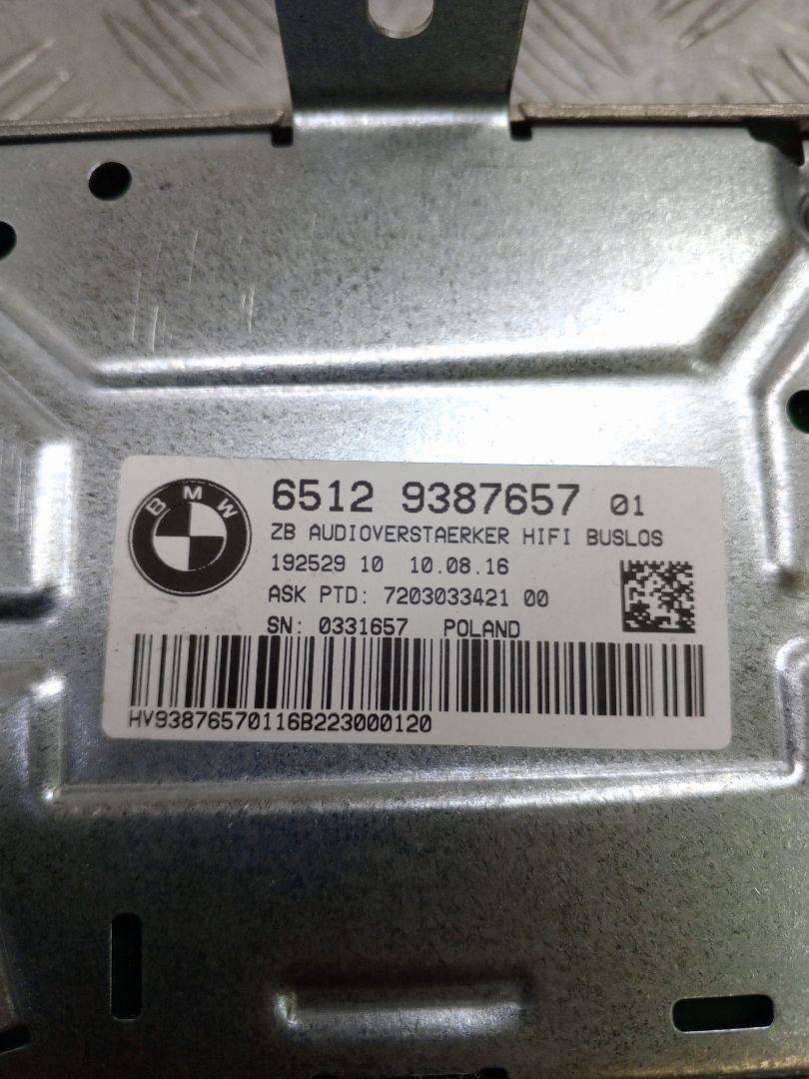 BMW
6512 9387657 01
ZB AUDIOVERSTAERKER HIFI BUSLOS
192529 10 10.08.16
ASK PTD: 7203033421 00
SN: 0331657 POLAND
HV93876570116B223000120